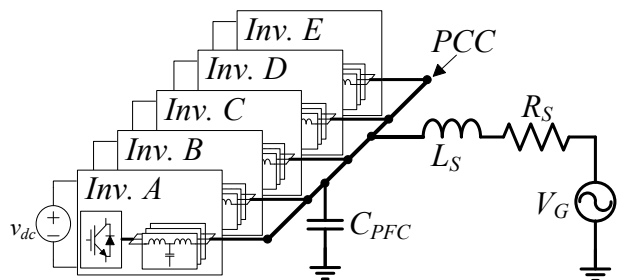 Inv. E
PCC
Inv. D
Inv. C
R_S
Inv. B
L_S
Inv. A
V_G
v_dc
C_PFC